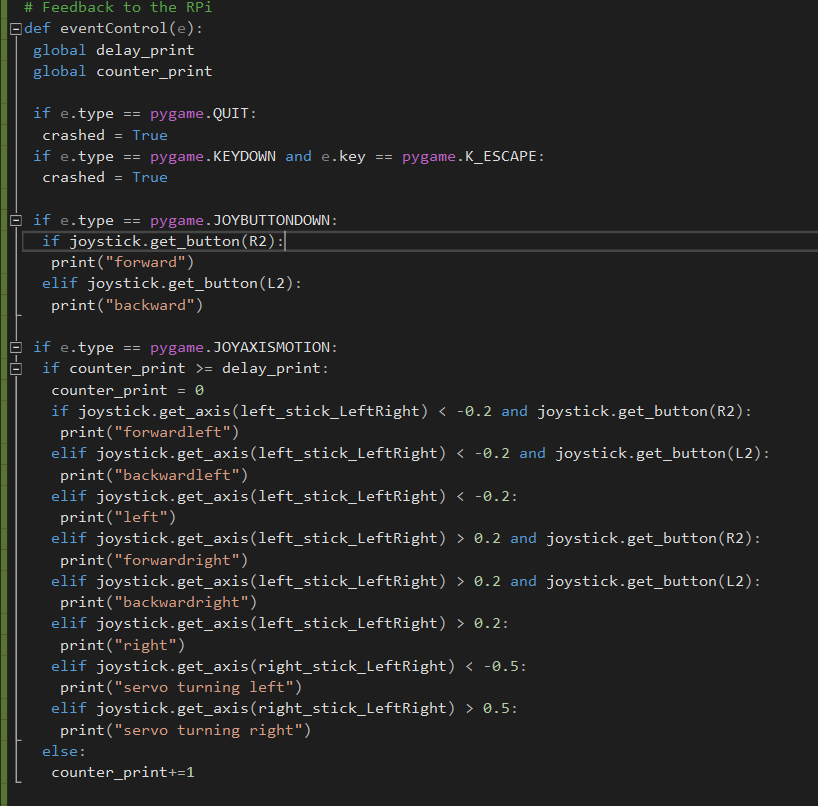 # Feedback to the RPi
def eventControl(e):
 global delay_print
 global counter_print

 if e.type == pygame.QUIT:
  crashed = True
 if e.type == pygame.KEYDOWN and e.key == pygame.K_ESCAPE:
  crashed = True

 if e.type == pygame.JOYBUTTONDOWN:
  if joystick.get_button(R2):
   print("forward")
  elif joystick.get_button(L2):
   print("backward")

 if e.type == pygame.JOYAXISMOTION:
  if counter_print >= delay_print:
   counter_print = 0
   if joystick.get_axis(left_stick_LeftRight) < -0.2 and joystick.get_button(R2):
    print("forwardleft")
   elif joystick.get_axis(left_stick_LeftRight) < -0.2 and joystick.get_button(L2):
    print("backwardleft")
   elif joystick.get_axis(left_stick_LeftRight) < -0.2:
    print("left")
   elif joystick.get_axis(left_stick_LeftRight) > 0.2 and joystick.get_button(R2):
    print("forwardright")
   elif joystick.get_axis(left_stick_LeftRight) > 0.2 and joystick.get_button(L2):
    print("backwardright")
   elif joystick.get_axis(left_stick_LeftRight) > 0.2:
    print("right")
   elif joystick.get_axis(right_stick_LeftRight) < -0.5:
    print("servo turning left")
   elif joystick.get_axis(right_stick_LeftRight) > 0.5:
    print("servo turning right")
  else:
   counter_print+=1